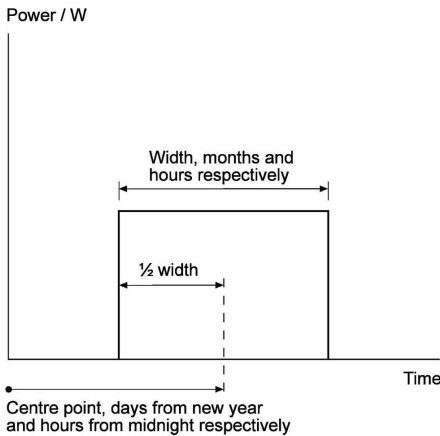 Power / W
Width, months and
hours respectively
½ width
Time
Centre point, days from new year
and hours from midnight respectively